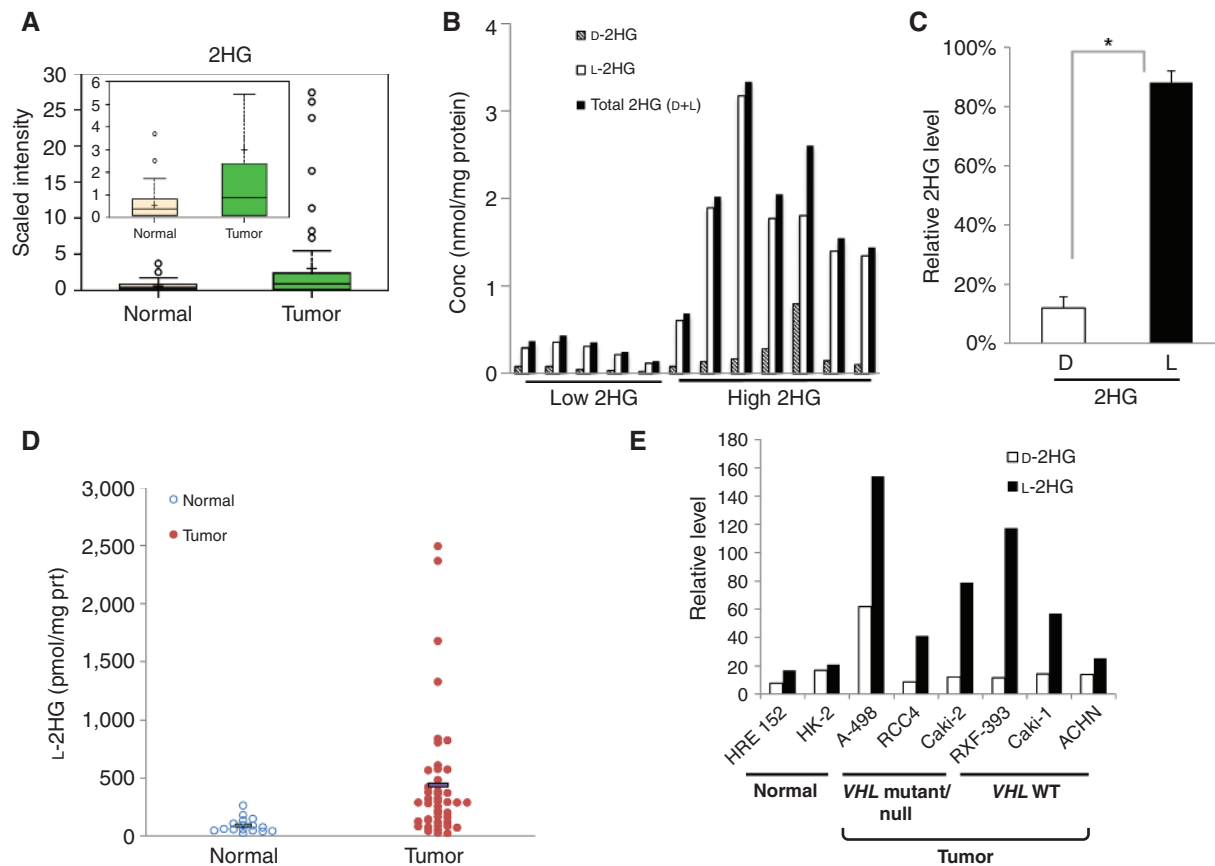 A
2HG
Scaled intensity
30
25
20
15
10
5
0
6
5
4
3
2
1
0
Normal
Tumor
Normal
Tumor
B
Conc (nmol/mg protein)
4
3
2
1
0
D-2HG
L-2HG
Total 2HG (D+L)
Low 2HG
High 2HG
C
Relative 2HG level
100%
80%
60%
40%
20%
0%
*
D
L
2HG
D
L-2HG (pmol/mg prt)
3,000
2,500
2,000
1,500
1,000
500
0
Normal
Tumor
Normal
Tumor
E
Relative level
180
160
140
120
100
80
60
40
20
0
D-2HG
L-2HG
HRE 152
HK-2
A-498
RCC4
Caki-2
RXF-393
Caki-1
ACHN
Normal
VHL mutant/
null
VHL WT
Tumor